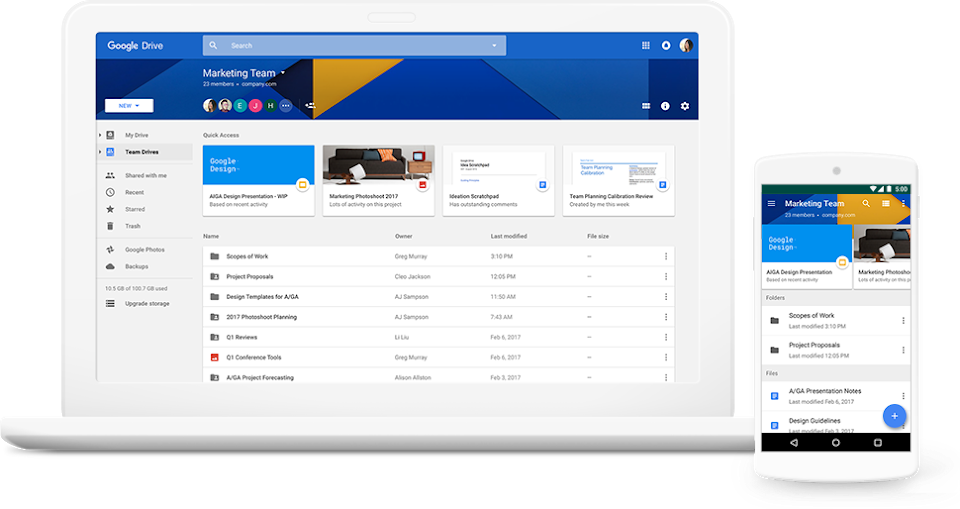 Google Drive
Search
Marketing Team
23 members • company.com
E J H
NEW
My Drive
Team Drives
Shared with me
Recent
Starred
Trash
Google Photos
Backups
10.5 GB of 100.7 GB used
Upgrade storage
Quick Access
Google
Design
AIGA Design Presentation - WIP
Based on recent activity
Marketing Photoshoot 2017
Lots of activity on this project
Idea Scratchpad
Ideation Scratchpad
Has outstanding comments
Team Planning
Calibration
Team Planning Calibration Review
Created by me this week
Name Owner Last modified File size
Scopes of Work Greg Murray 3:10 PM –
Project Proposals Cleo Jackson 12:05 PM –
Design Templates for A/GA AJ Sampson 11:50 AM –
2017 Photoshoot Planning AJ Sampson 7:43 AM –
Q1 Reviews Li Liu Feb 6, 2017 –
Q1 Conference Tools Greg Murray Feb 6, 2017 –
A/GA Project Forecasting Alison Allston Feb 3, 2017 –
5:00
Marketing Team
23 members • company.com
Google
Design
AIGA Design Presentation
Based on recent activity
Marketing Photoshoo
Lots of activity on this p
Folders
Scopes of Work
Last modified 3:10 PM
Project Proposals
Last modified 12:05 PM
Files
A/GA Presentation Notes
Last modified Feb 6, 2017
Design Guidelines
Last modified Feb 3, 2017